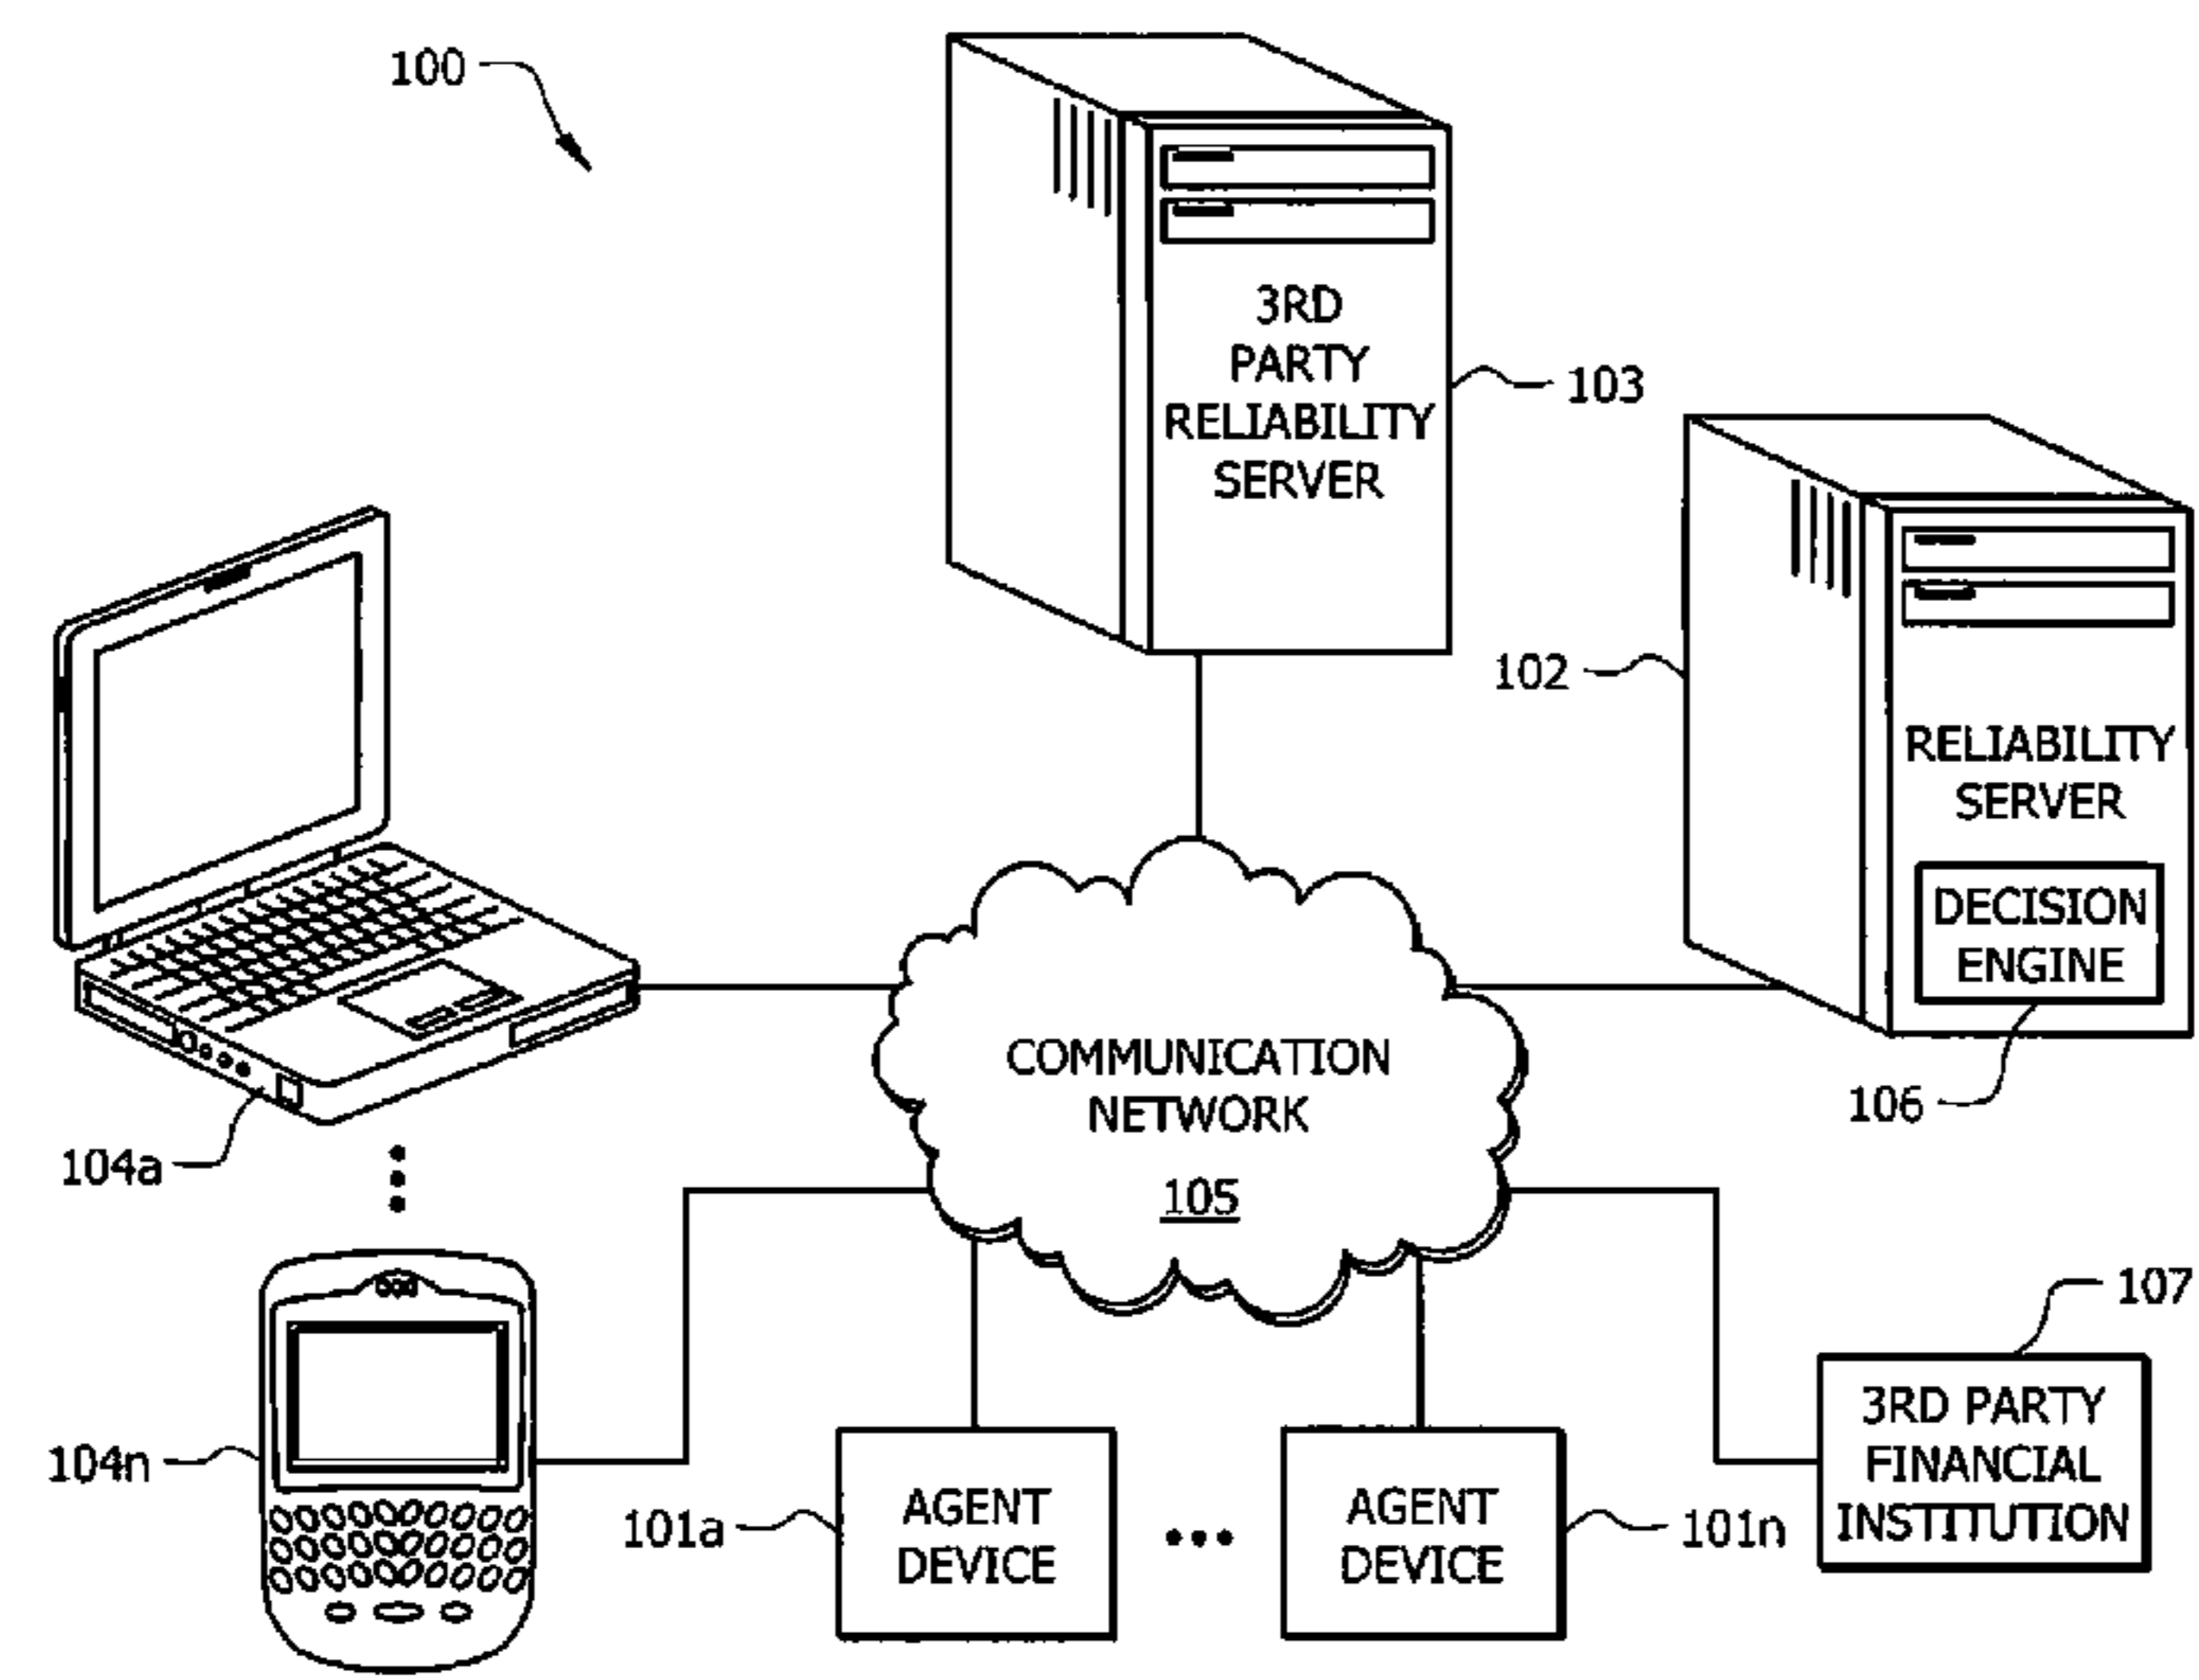 100
3RD
PARTY
RELIABILITY
SERVER
103
102
RELIABILITY
SERVER
DECISION
ENGINE
106
104a
COMMUNICATION
NETWORK
105
107
104n
101a
AGENT
DEVICE
AGENT
DEVICE
101n
3RD PARTY
FINANCIAL
INSTITUTION